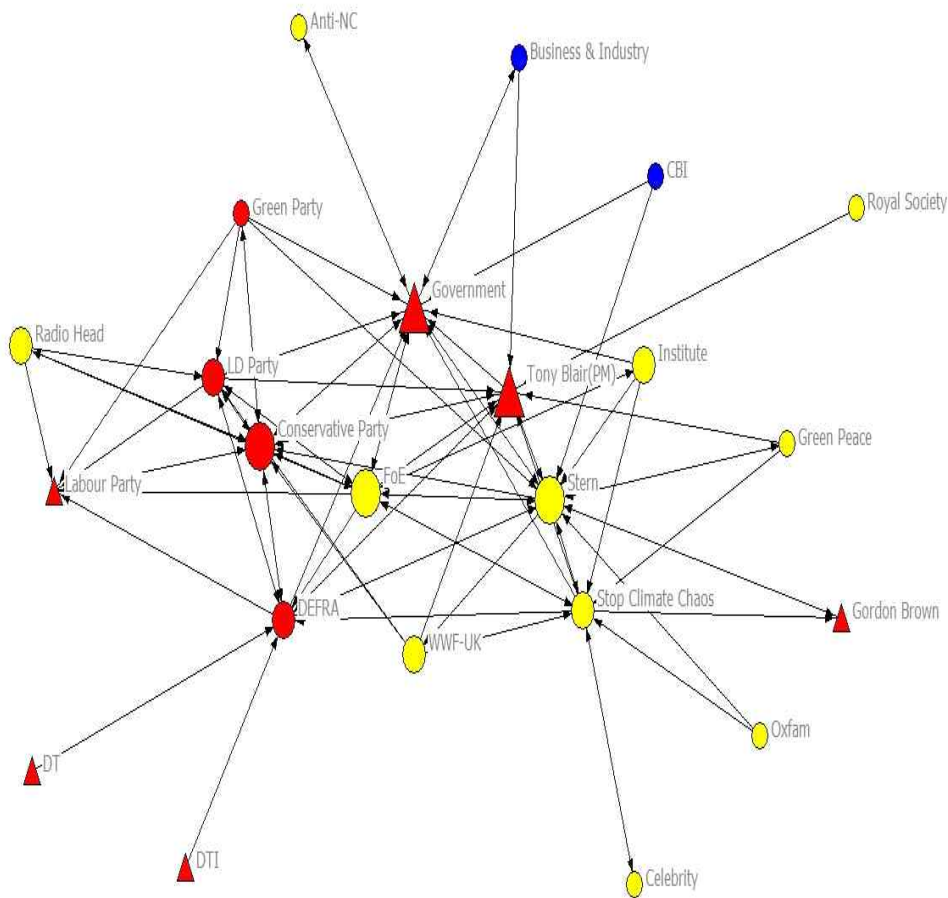 Anti-NC
Business & Industry
CBI
Royal Society
Green Party
Government
Radio Head
LD Party
Institute
Tony Blair(PM)
Conservative Party
Green Peace
FoE
Stern
Labour Party
DEFRA
Stop Climate Chaos
Gordon Brown
WWF-UK
Oxfam
DT
DTI
Celebrity